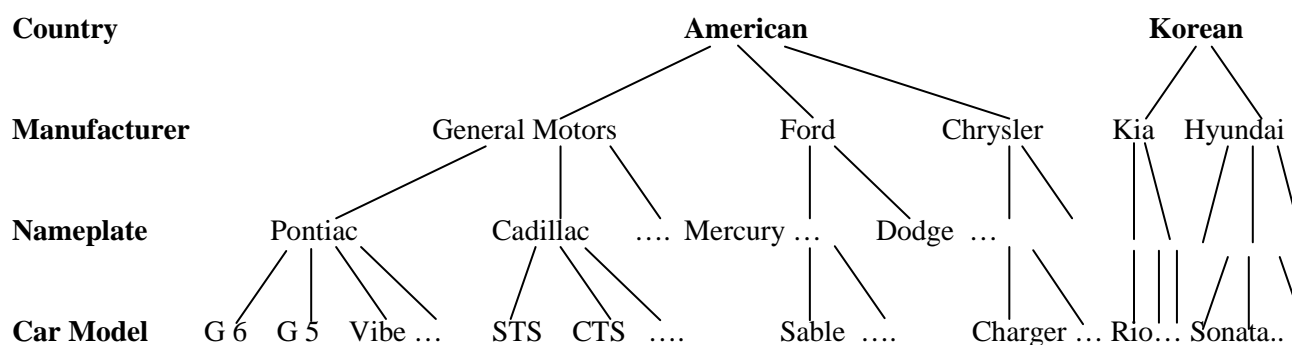 Country American Korean
Manufacturer General Motors Ford Chrysler Kia Hyundai
Nameplate Pontiac Cadillac …. Mercury … Dodge …
Car Model G 6 G 5 Vibe … STS CTS …. Sable …. Charger … Rio… Sonata..